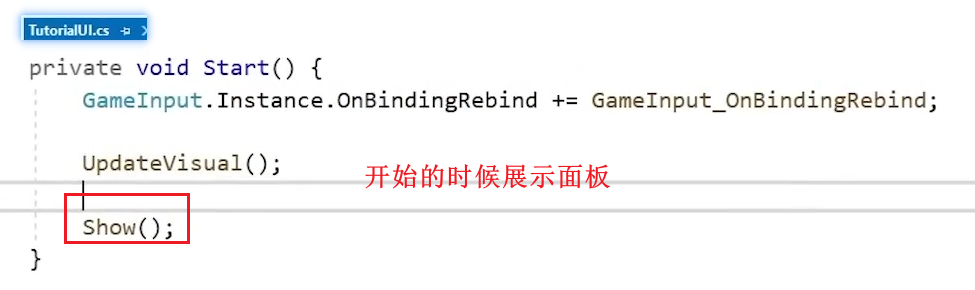 TutorialUI.cs
private void Start() {
GameInput.Instance.OnBindingRebind += GameInput_OnBindingRebind;
UpdateVisual();
开始的时候展示面板
Show();
}